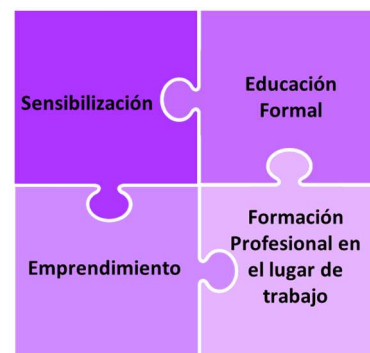 Sensibilización
Educación
Formal
Emprendimiento
Formación
Profesional en
el lugar de
trabajo